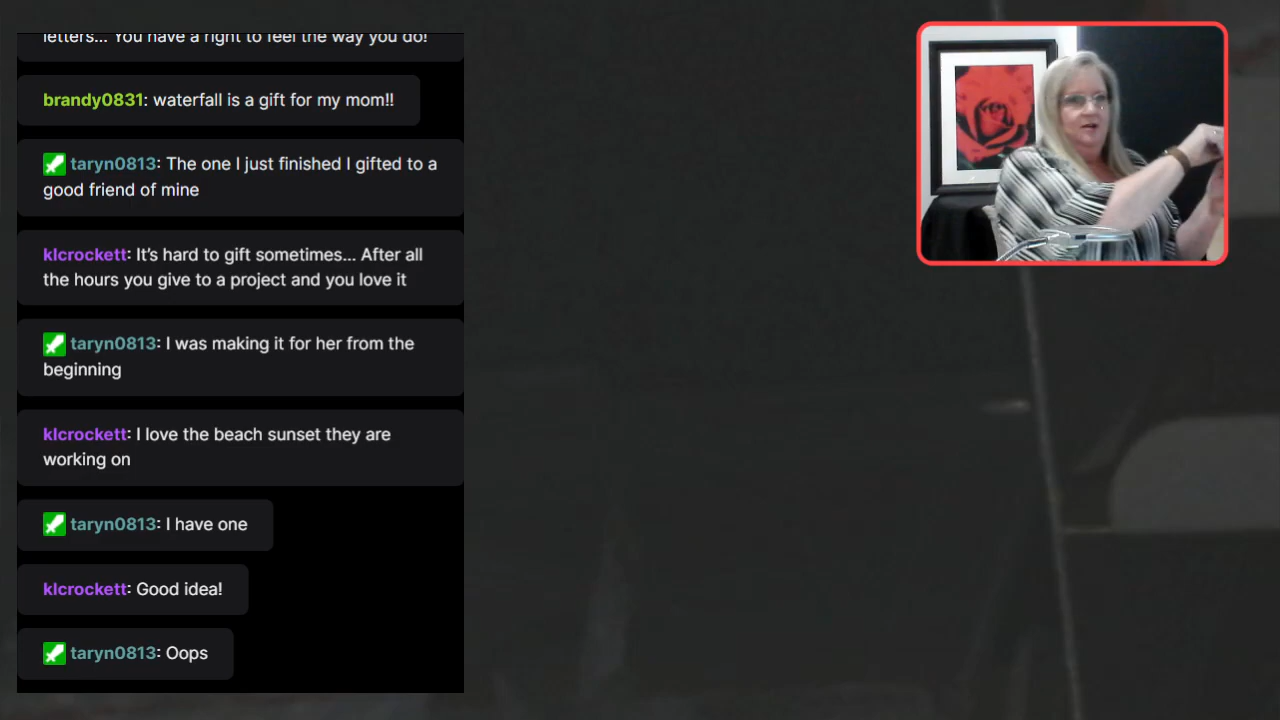 letters... You have a right to feel the way you do!
brandy0831: waterfall is a gift for my mom!!
taryn0813: The one I just finished I gifted to a
good friend of mine
klcrockett: It’s hard to gift sometimes... After all
the hours you give to a project and you love it
taryn0813: I was making it for her from the
beginning
klcrockett: I love the beach sunset they are
working on
taryn0813: I have one
klcrockett: Good idea!
taryn0813: Oops